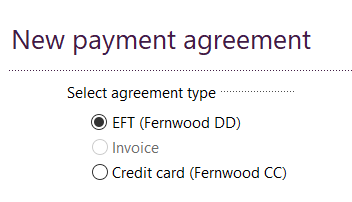 New payment agreement
Select agreement type
EFT (Fernwood DD)
Invoice
Credit card (Fernwood CC)